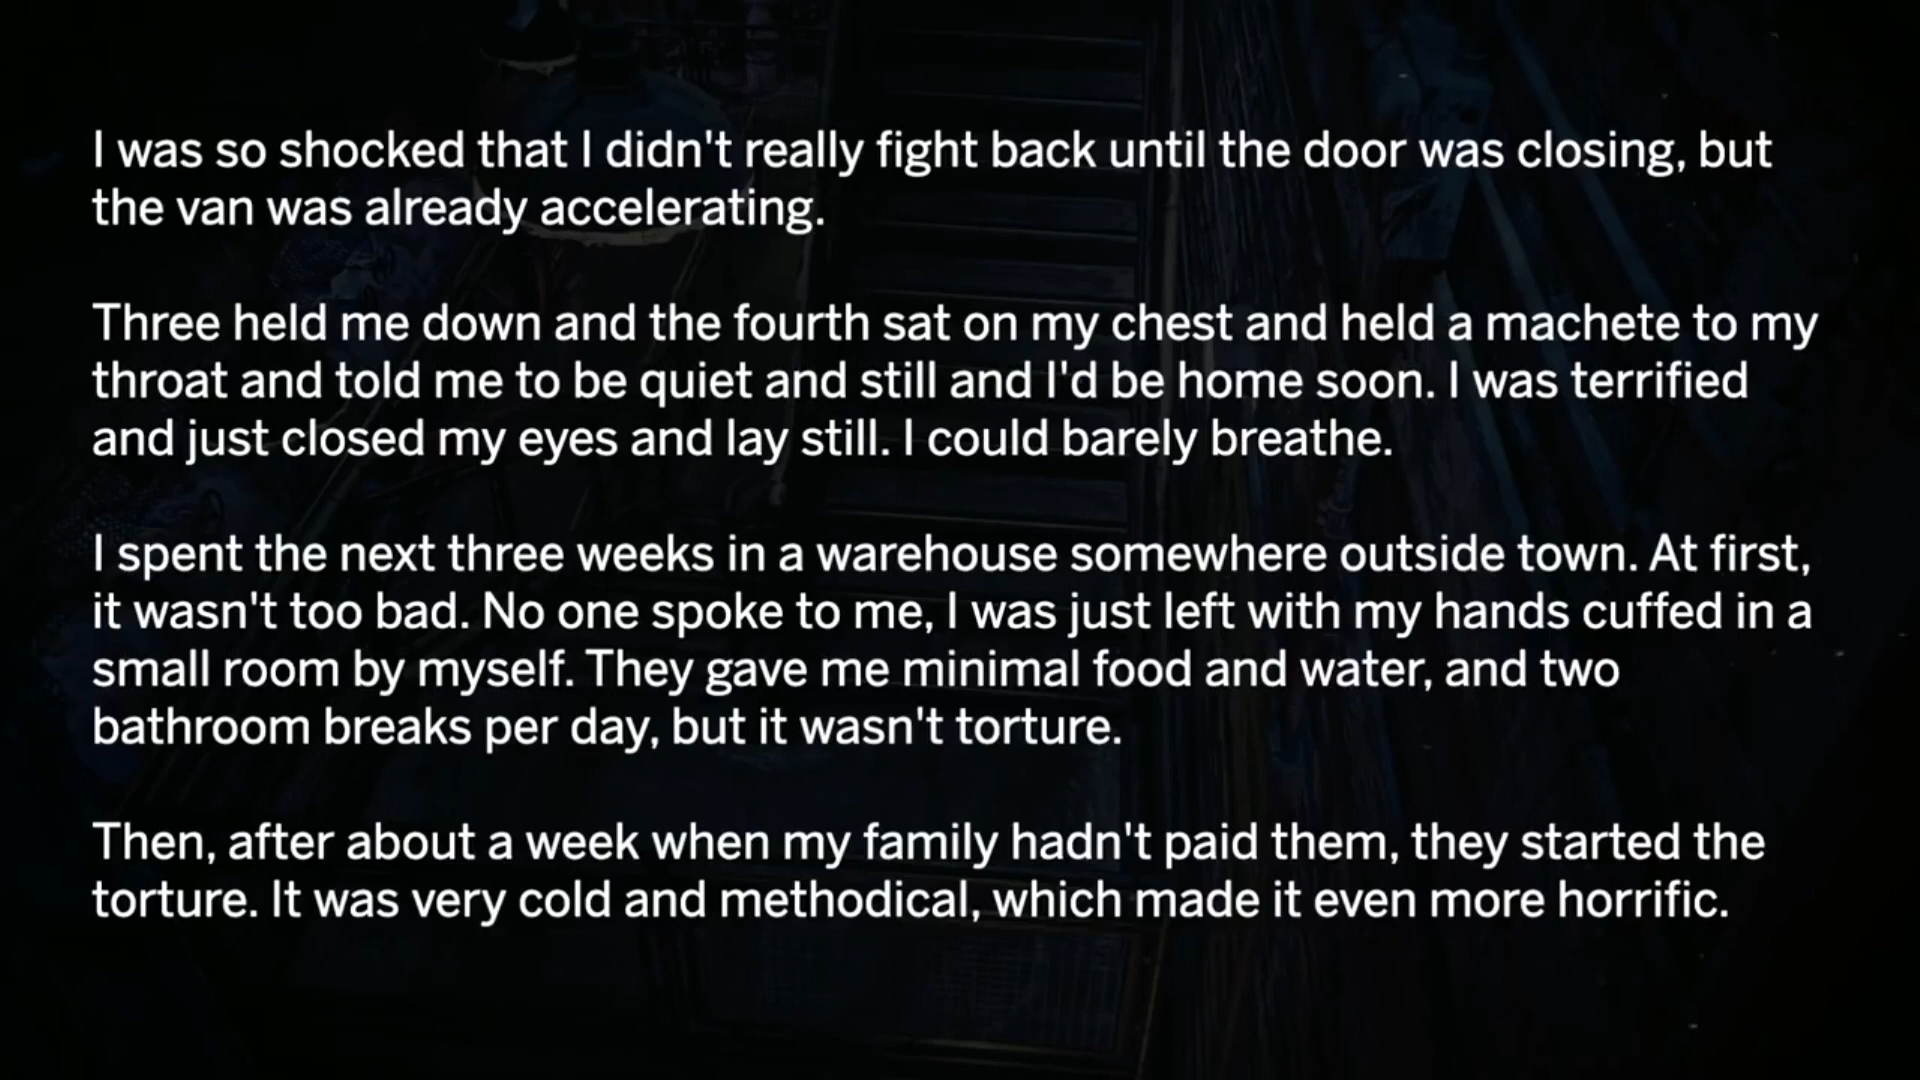 I was so shocked that I didn't really fight back until the door was closing, but
the van was already accelerating.
Three held me down and the fourth sat on my chest and held a machete to my
throat and told me to be quiet and still and I'd be home soon. I was terrified
and just closed my eyes and lay still. I could barely breathe.
I spent the next three weeks in a warehouse somewhere outside town. At first,
it wasn't too bad. No one spoke to me, I was just left with my hands cuffed in a
small room by myself. They gave me minimal food and water, and two
bathroom breaks per day, but it wasn't torture.
Then, after about a week when my family hadn't paid them, they started the
torture. It was very cold and methodical, which made it even more horrific.